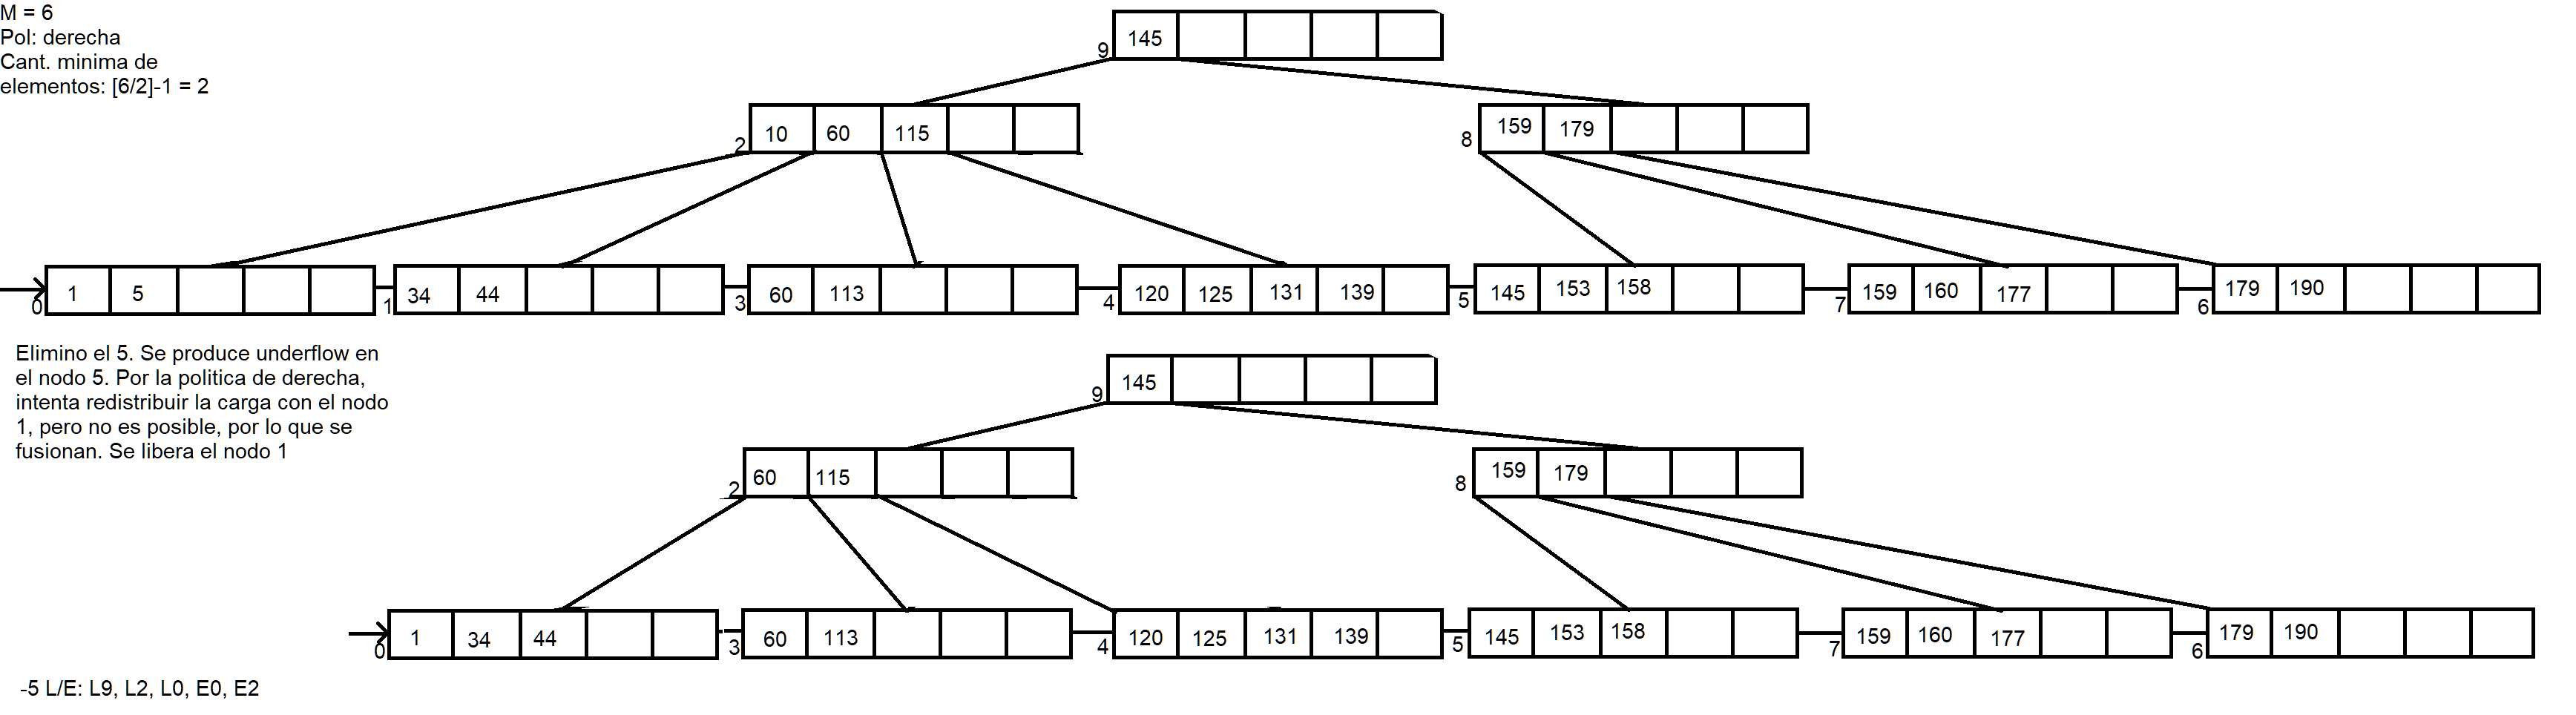 M = 6
Pol: derecha
Cant. minima de
elementos: [6/2]-1 = 2
9 145
2 10 60 115
8 159 179
0 1 5
1 34 44
3 60 113
4 120 125 131 139
5 145 153 158
7 159 160 177
6 179 190
Elimino el 5. Se produce underflow en
el nodo 5. Por la politica de derecha,
intenta redistribuir la carga con el nodo
1, pero no es posible, por lo que se
fusionan. Se libera el nodo 1
9 145
2 60 115
8 159 179
0 1 34 44
3 60 113
4 120 125 131 139
5 145 153 158
7 159 160 177
6 179 190
-5 L/E: L9, L2, L0, E0, E2